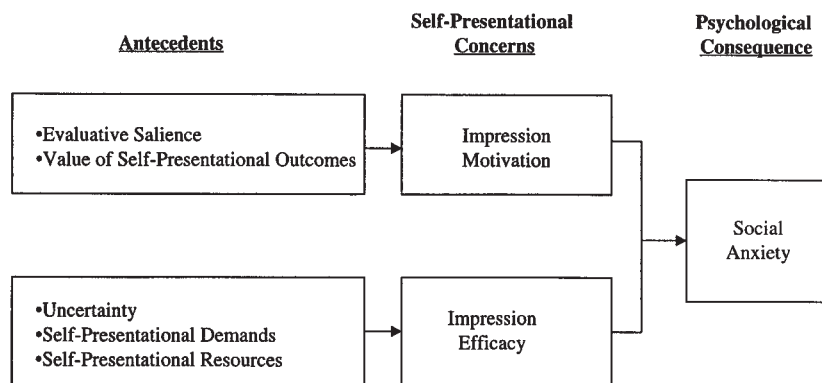 Antecedents
Self-Presentational
Concerns
Psychological
Consequence
•Evaluative Salience
•Value of Self-Presentational Outcomes
Impression
Motivation
Social
Anxiety
•Uncertainty
•Self-Presentational Demands
•Self-Presentational Resources
Impression
Efficacy